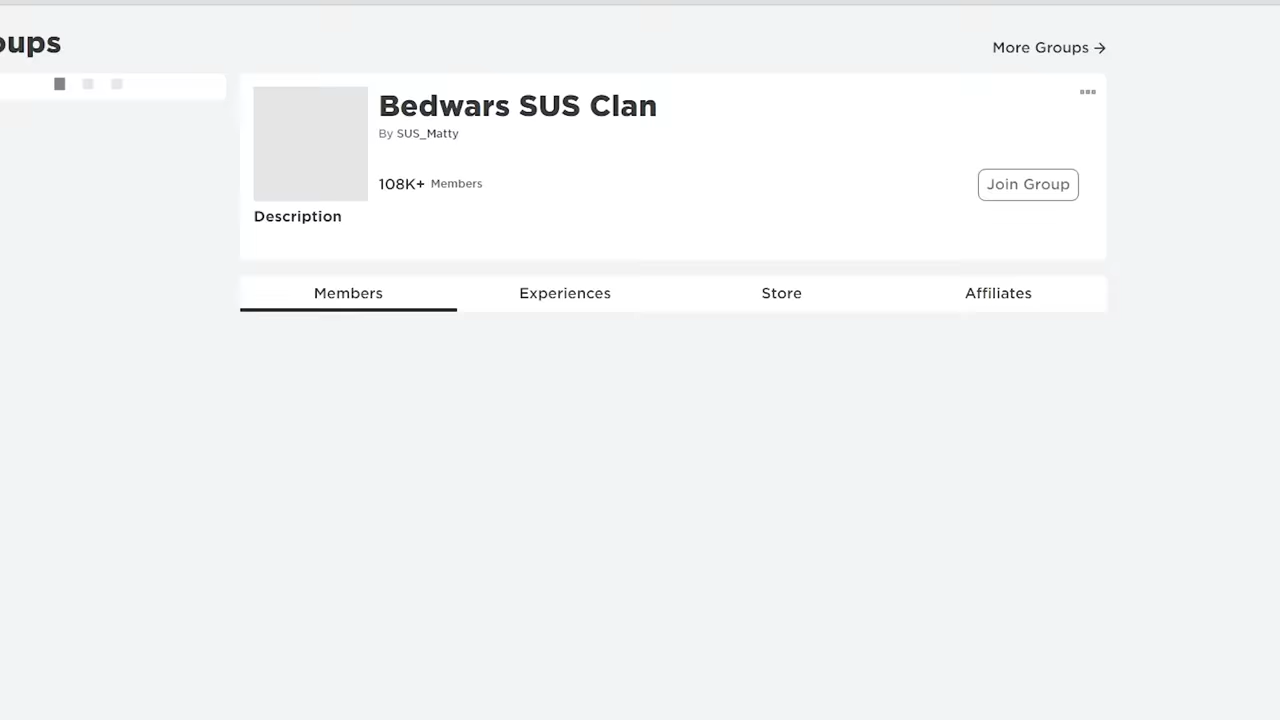 oups
More Groups →
Bedwars SUS Clan
By SUS_Matty
108K+ Members
Join Group
Description
Members Experiences Store Affiliates